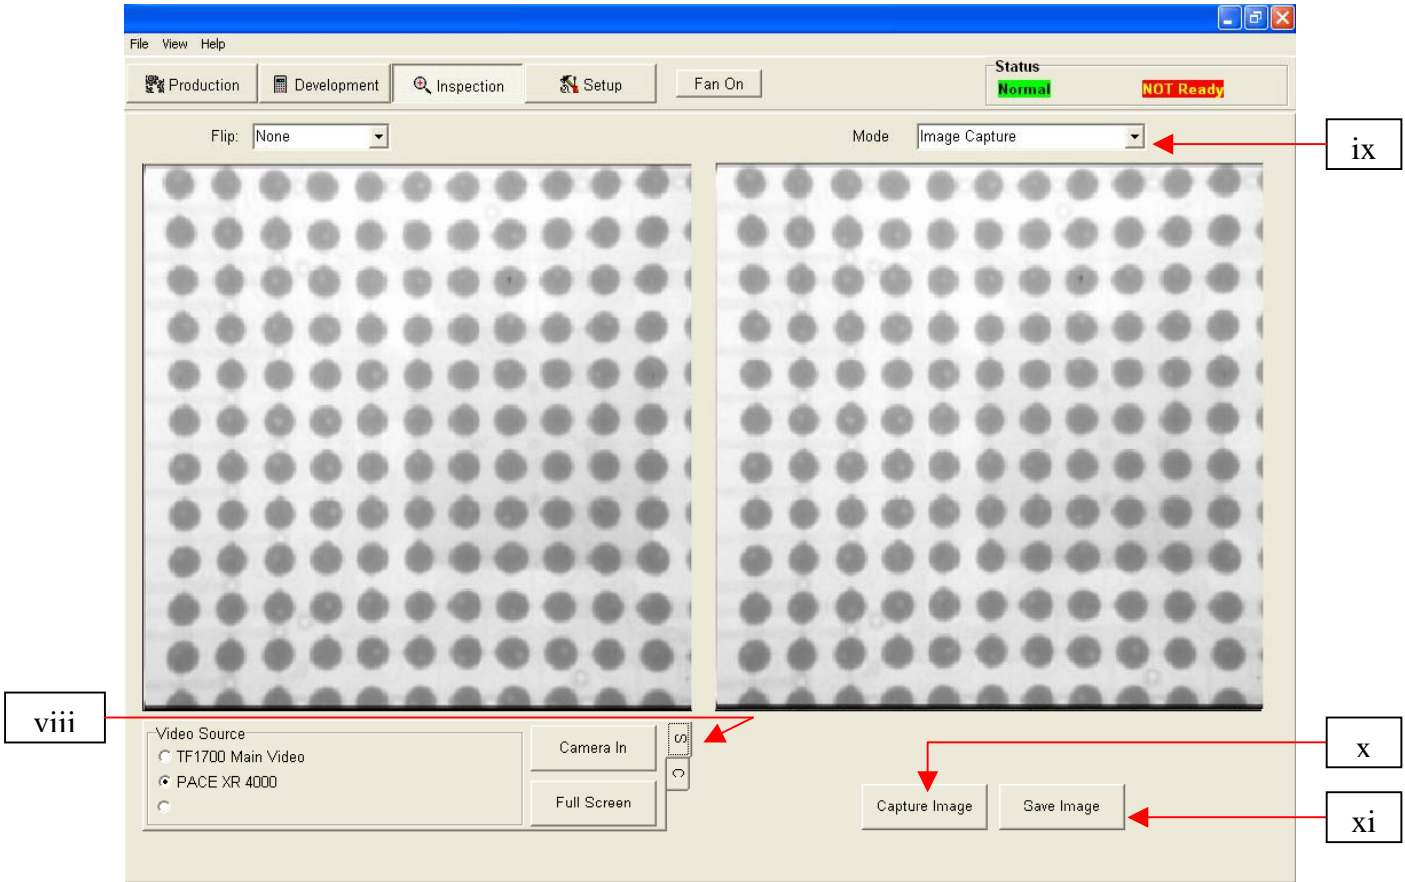 File View Help
Production Development Inspection Setup Fan On
Status
Normal NOT Ready
Flip: None
Mode Image Capture
ix
viii
Video Source
TF1700 Main Video
PACE XR 4000
Camera In
Full Screen
S
C
x
Capture Image Save Image
xi